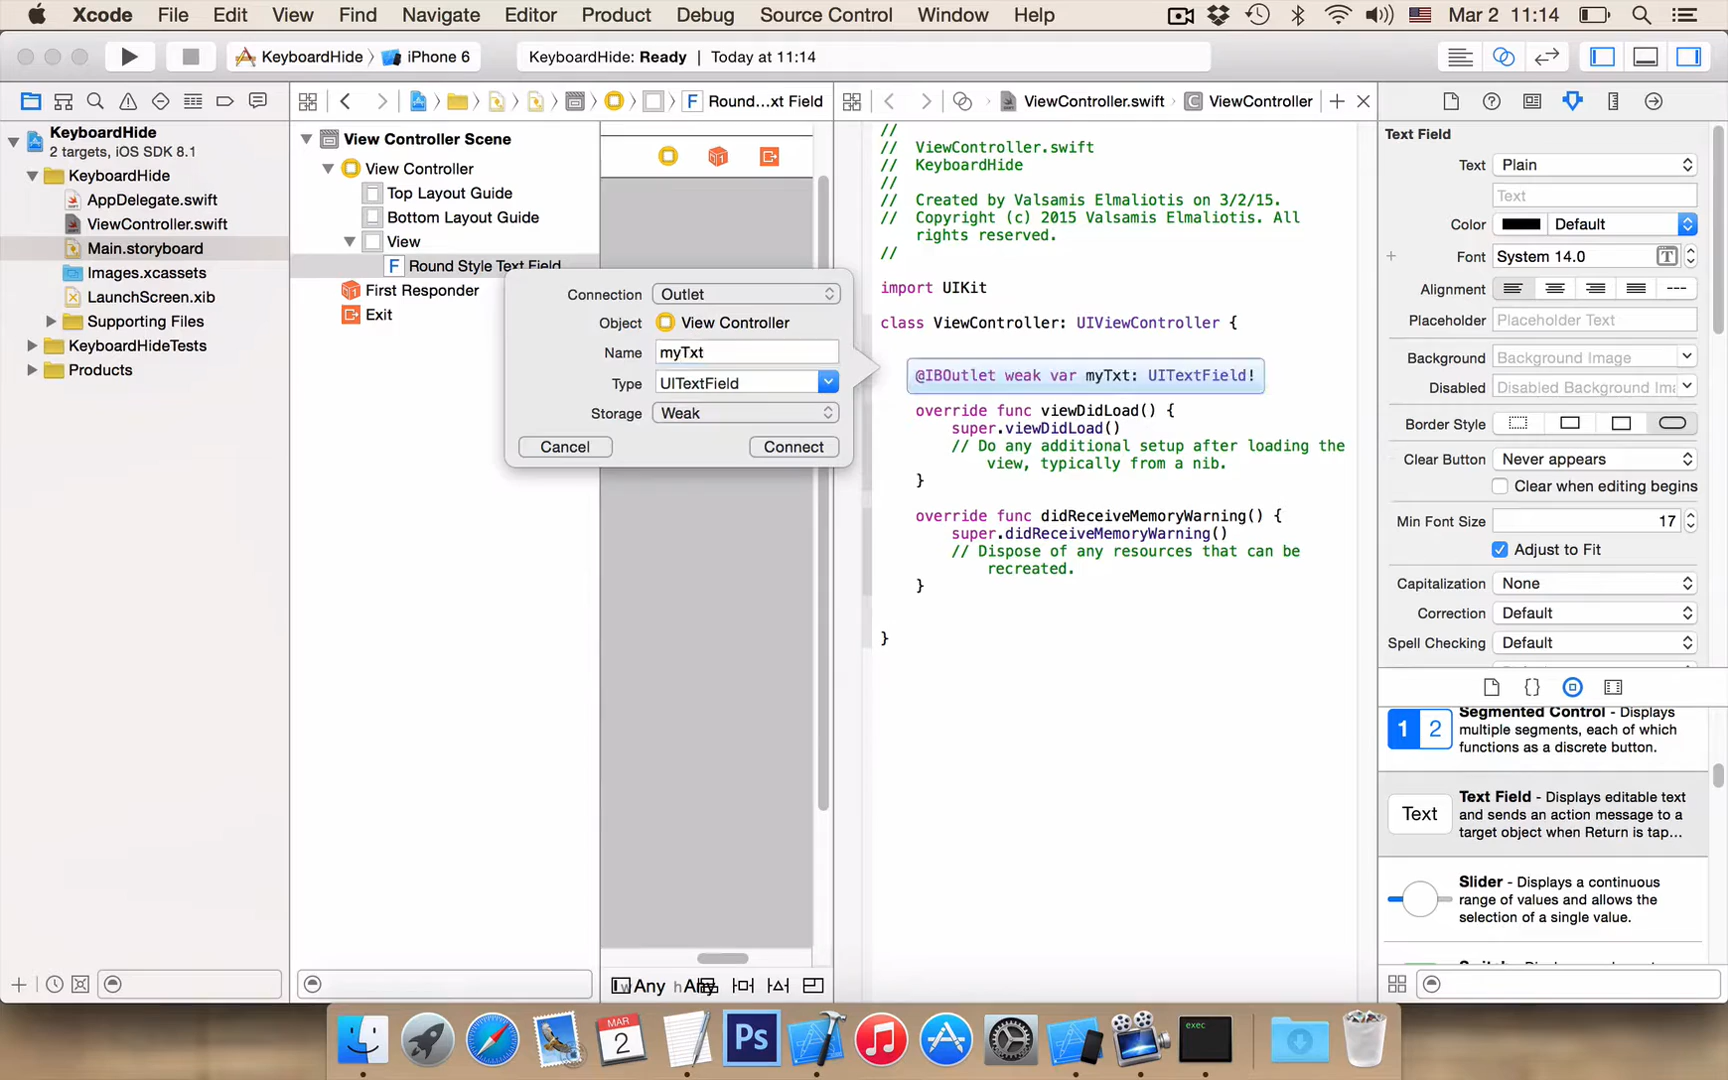 Xcode File Edit View Find Navigate Editor Product Debug Source Control Window Help Mar 2 11:14
KeyboardHide iPhone 6 KeyboardHide: Ready | Today at 11:14
Round...xt Field
ViewController.swift ViewController
KeyboardHide
2 targets, iOS SDK 8.1
KeyboardHide
AppDelegate.swift
ViewController.swift
Main.storyboard
Images.xcassets
LaunchScreen.xib
Supporting Files
KeyboardHideTests
Products
View Controller Scene
View Controller
Top Layout Guide
Bottom Layout Guide
View
F Round Style Text Field
First Responder
Exit
Connection Outlet
Object View Controller
Name myTxt
Type UITextField
Storage Weak
Cancel Connect
//
// ViewController.swift
// KeyboardHide
//
// Created by Valsamis Elmaliotis on 3/2/15.
// Copyright (c) 2015 Valsamis Elmaliotis. All
rights reserved.
//
import UIKit
class ViewController: UIViewController {
@IBOutlet weak var myTxt: UITextField!
override func viewDidLoad() {
super.viewDidLoad()
// Do any additional setup after loading the
view, typically from a nib.
}
override func didReceiveMemoryWarning() {
super.didReceiveMemoryWarning()
// Dispose of any resources that can be
recreated.
}
}
Text Field
Text Plain
Text
Color Default
Font System 14.0
Alignment
Placeholder Placeholder Text
Background Background Image
Disabled Disabled Background Ima
Border Style
Clear Button Never appears
Clear when editing begins
Min Font Size 17
Adjust to Fit
Capitalization None
Correction Default
Spell Checking Default
1 2
Segmented Control - Displays
multiple segments, each of which
functions as a discrete button.
Text
Text Field - Displays editable text
and sends an action message to a
target object when Return is tap...
Slider - Displays a continuous
range of values and allows the
selection of a single value.
w Any h Any
MAR
2
Ps
exec